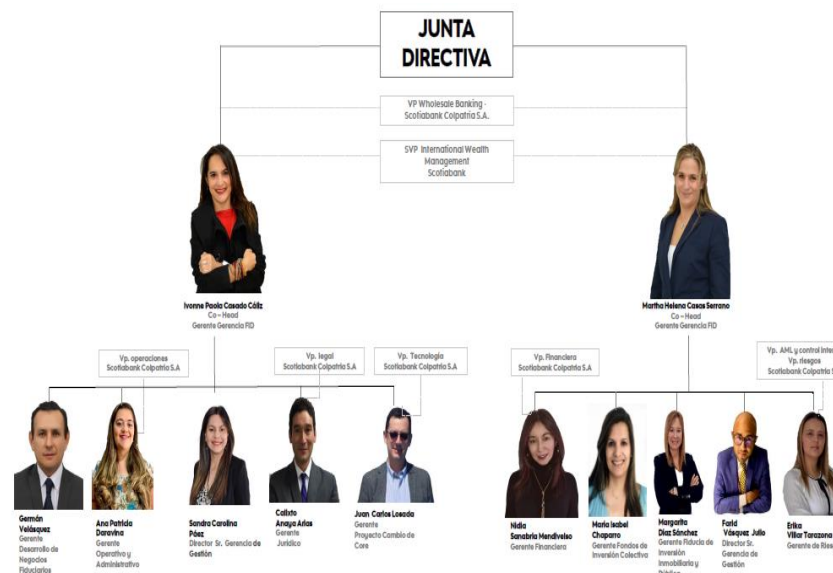 JUNTA
DIRECTIVA
VP Wholesale Banking -
Scotiabank Colpatria S.A.
SVP International Wealth
Management
Scotiabank
Ivonne Paola Casado Cáliz
Co – Head
Gerente Gerencia FID
Martha Helena Casas Serrano
Co – Head
Gerente Gerencia FID
Vp. operaciones
Scotiabank Colpatria S.A
Vp. legal
Scotiabank Colpatria S.A
Vp. Tecnología
Scotiabank Colpatria S.A
Vp. Financiera
Scotiabank Colpatria S.A
Vp. AML y control inter
Vp. riesgos
Scotiabank Colpatria S
Germán
Velásquez
Gerente
Desarrollo de
Negocios
Fiduciarios
Ana Patricia
Daravina
Gerente
Operativo y
Administrativo
Sandra Carolina
Páez
Director Sr. Gerencia de
Gestión
Calixto
Anaya Arias
Gerente
Jurídico
Juan Carlos Losada
Gerente
Proyecto Cambio de
Core
Nidia
Sanabria Mendivelso
Gerente Financiera
María Isabel
Chaparro
Gerente Fondos de
Inversión Colectiva
Margarita
Diaz Sánchez
Gerente Fiducia de
Inversión
Inmobiliaria y
Pública
Farid
Vásquez Julio
Director Sr.
Gerencia de
Gestión
Erika
Villar Tarazona
Gerente de Ries